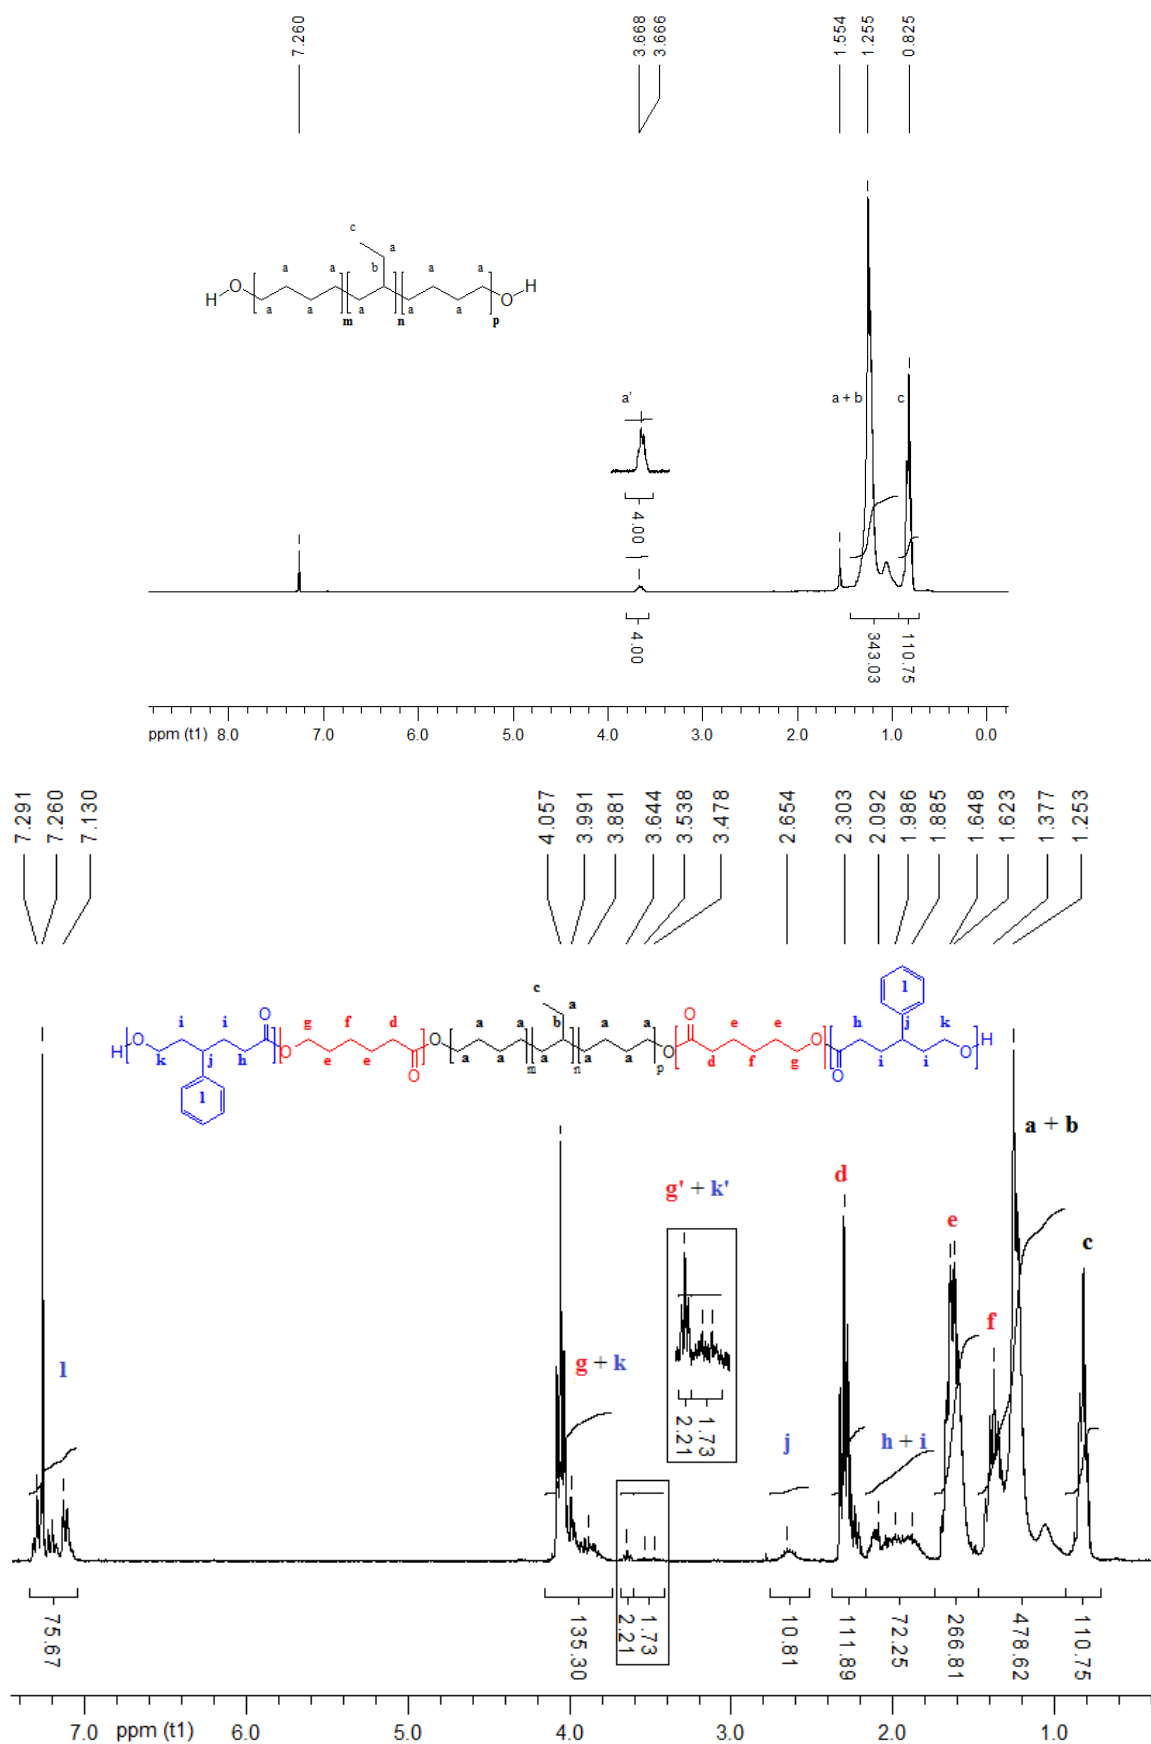 7.260 3.668 3.666 1.554 1.255 0.825
c
a
a a b a a
H O O H
a a m a n a a p
a' a + b c
4.00
4.00 343.03 110.75
ppm (t1) 8.0 7.0 6.0 5.0 4.0 3.0 2.0 1.0 0.0
7.291 7.260 7.130 4.057 3.991 3.881 3.644 3.538 3.478 2.654 2.303 2.092 1.986 1.885 1.648 1.623 1.377 1.253
c a l
i i O g f d a a b a a O e e h j k
H O O O O O O H
k j h e e O a a m a n a a p d f g O i i
l
a + b
g' + k' d e c
f
l g + k 2.21 1.73 j h + i
75.67 135.30 2.21 1.73 10.81 111.89 72.25 266.81 478.62 110.75
7.0 ppm (t1) 6.0 5.0 4.0 3.0 2.0 1.0